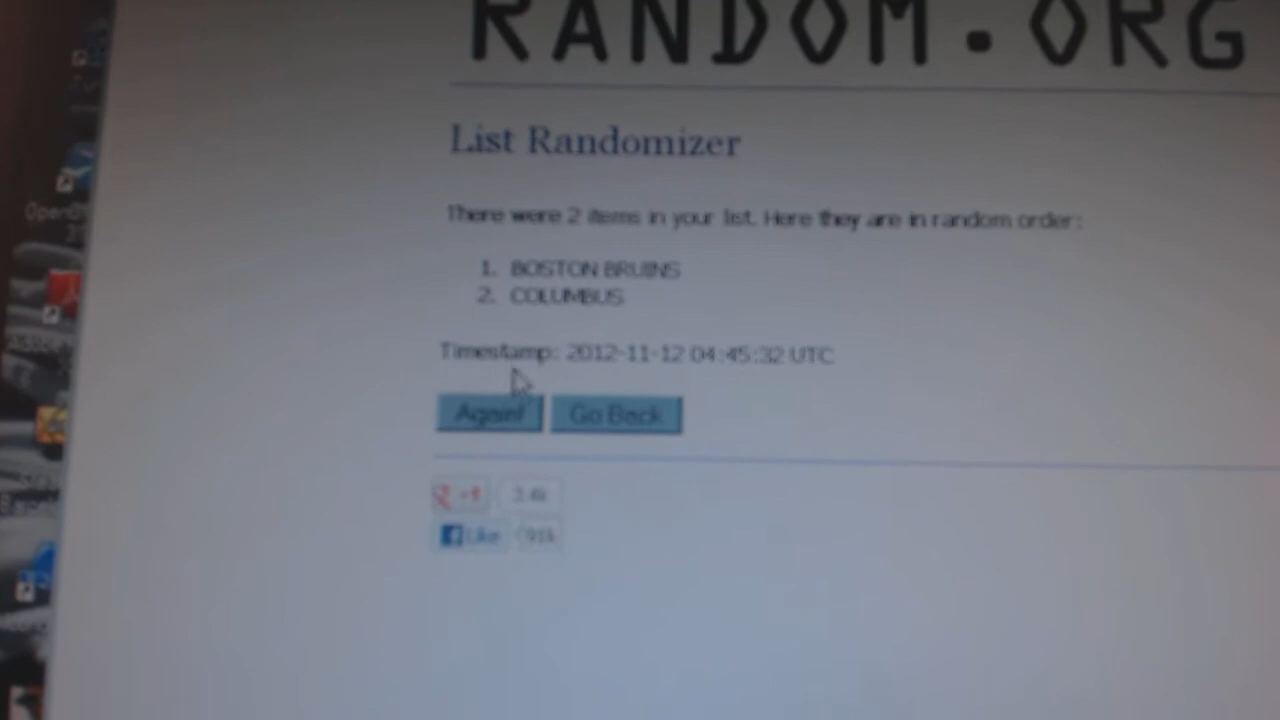 RANDOM.ORG
List Randomizer
There were 2 items in your list. Here they are in random order:
1. BOSTON BRUINS
2. COLUMBUS
Timestamp: 2012-11-12 04:45:32 UTC
Again! Go Back
+1
Like